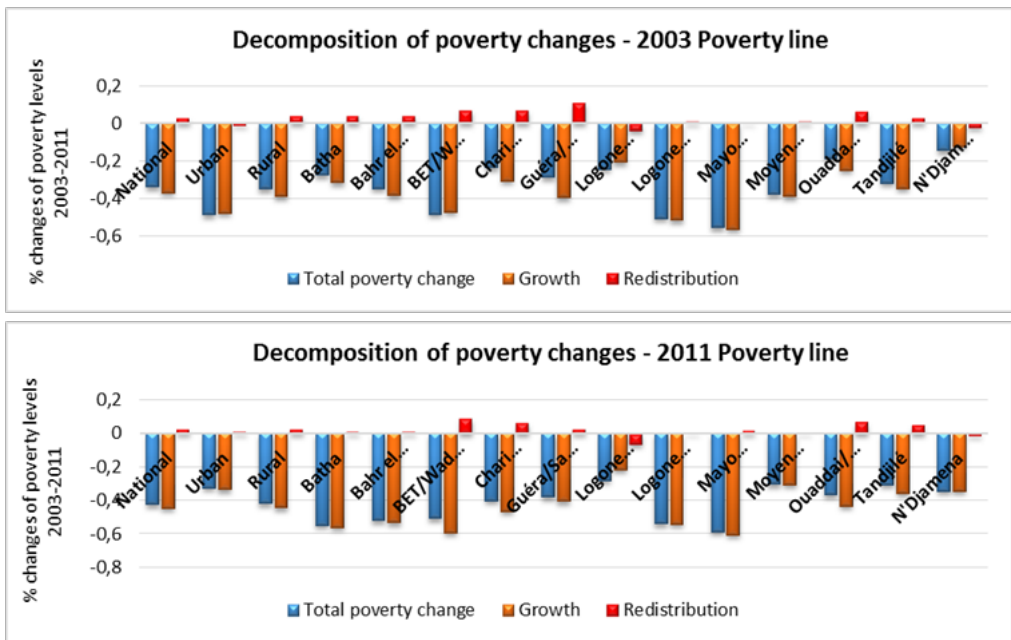 Decomposition of poverty changes - 2003 Poverty line
% changes of poverty levels
2003-2011
0,2
0
-0,2
-0,4
-0,6
National
Urban
Rural
Batha
Bahr el...
BET/W...
Chari...
Guéra/...
Logone...
Logone...
Mayo...
Moyen...
Ouadda...
Tandjilé
N'Djam...
Total poverty change
Growth
Redistribution
Decomposition of poverty changes - 2011 Poverty line
% changes of poverty levels
2003-2011
0,2
0
-0,2
-0,4
-0,6
-0,8
National
Urban
Rural
Batha
Bahr el...
BET/Wad...
Chari...
Guéra/Sa...
Logone...
Logone...
Mayo...
Moyen...
Ouaddai/...
Tandjilé
N'Djamena
Total poverty change
Growth
Redistribution